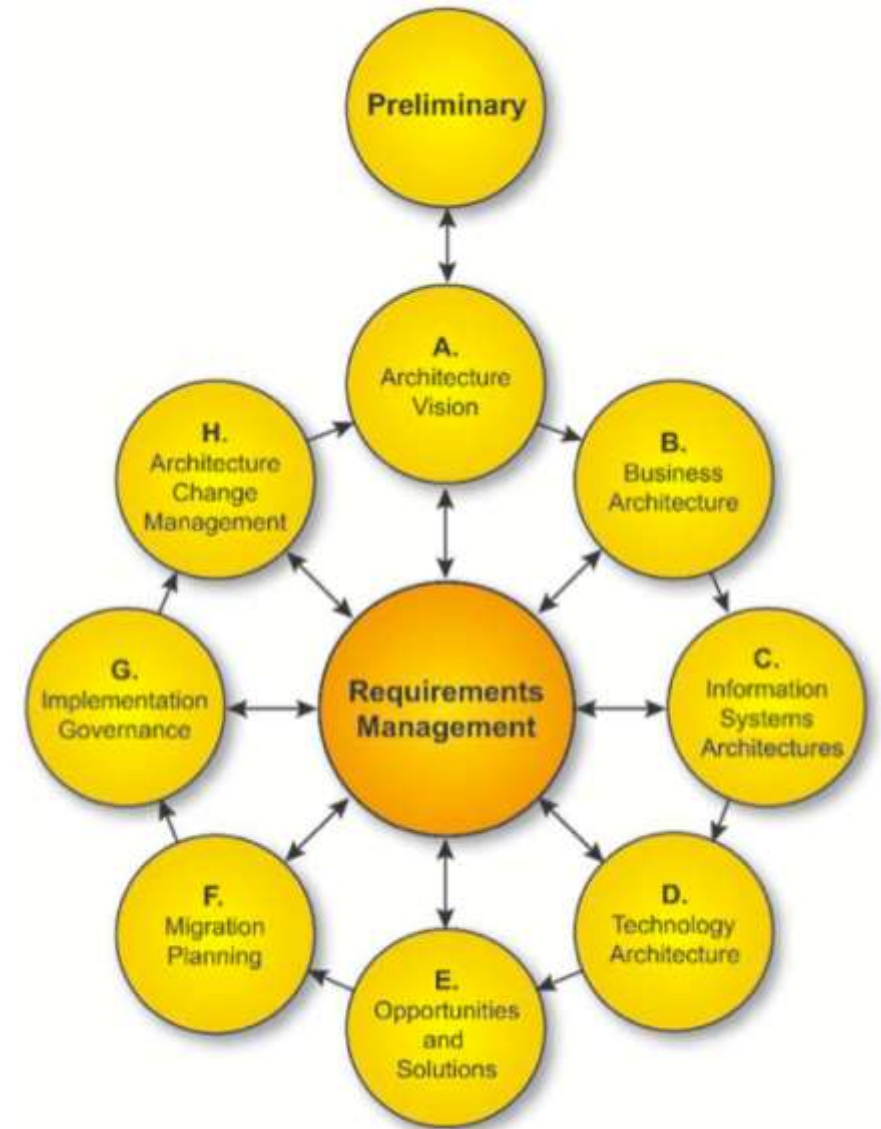 Preliminary
A.
Architecture
Vision
B.
Business
Architecture
C.
Information
Systems
Architectures
D.
Technology
Architecture
E.
Opportunities
and
Solutions
F.
Migration
Planning
G.
Implementation
Governance
H.
Architecture
Change
Management
Requirements
Management